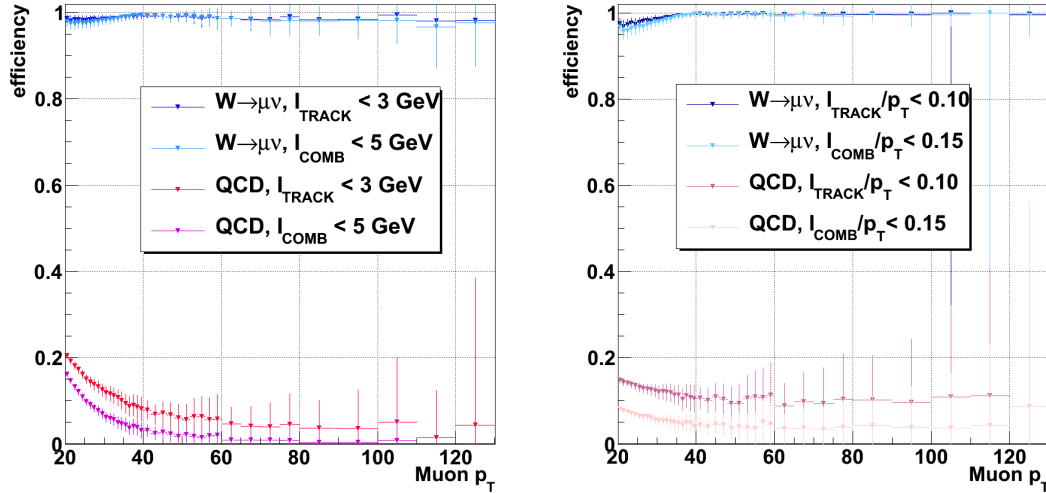 efficiency
1
0.8
0.6
0.4
0.2
0
20 40 60 80 100 120
Muon p_T
W→μν, I_TRACK < 3 GeV
W→μν, I_COMB < 5 GeV
QCD, I_TRACK < 3 GeV
QCD, I_COMB < 5 GeV
efficiency
1
0.8
0.6
0.4
0.2
0
20 40 60 80 100 120
Muon p_T
W→μν, I_TRACK/p_T < 0.10
W→μν, I_COMB/p_T < 0.15
QCD, I_TRACK/p_T < 0.10
QCD, I_COMB/p_T < 0.15